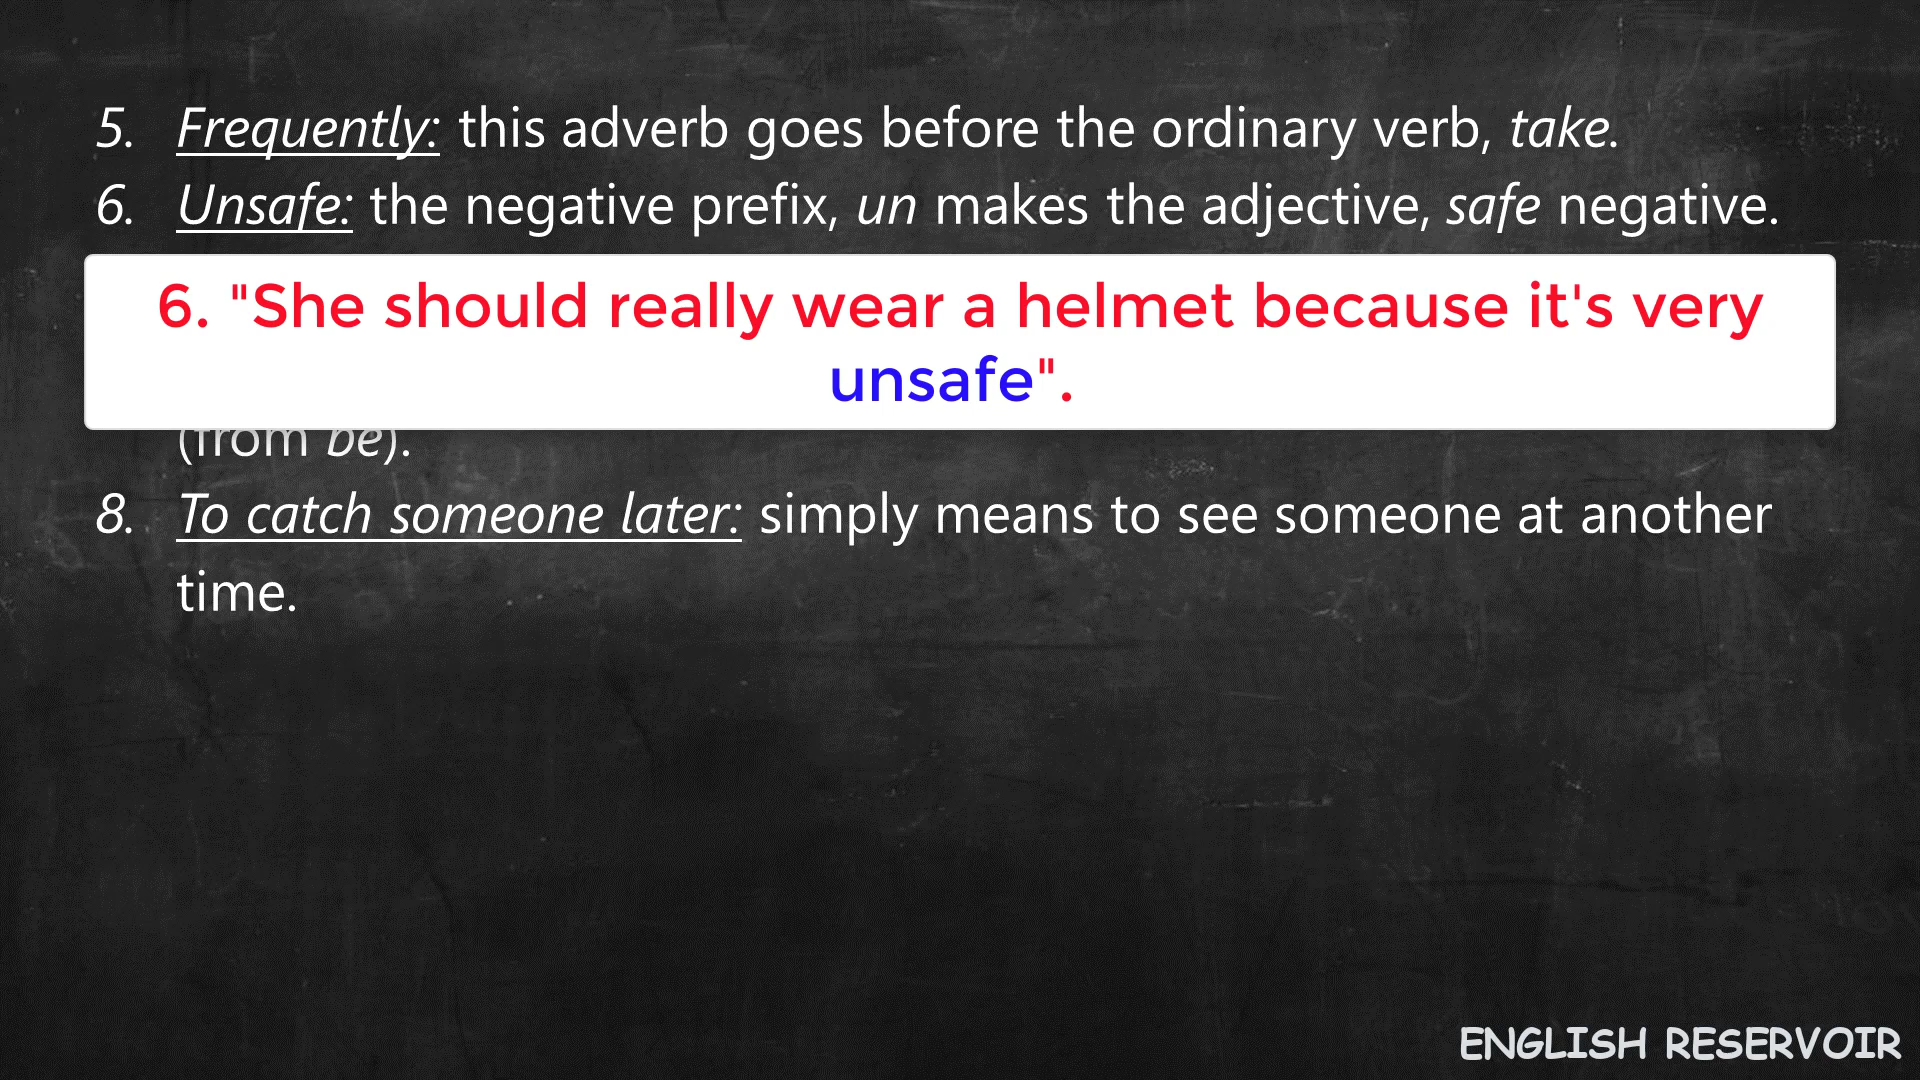 5. Frequently: this adverb goes before the ordinary verb, take.
6. Unsafe: the negative prefix, un makes the adjective, safe negative.
6. "She should really wear a helmet because it's very
unsafe".
(from be).
8. To catch someone later: simply means to see someone at another
time.
ENGLISH RESERVOIR